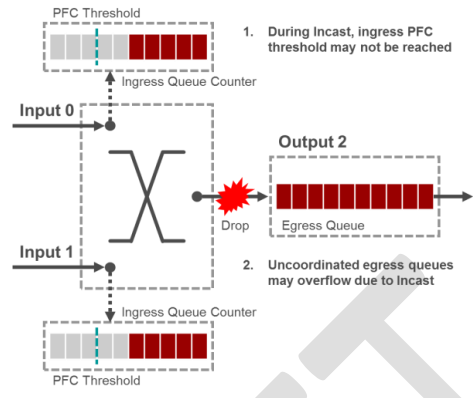 PFC Threshold
1. During Incast, ingress PFC
threshold may not be reached
Ingress Queue Counter
Input 0
Output 2
Drop
Egress Queue
Input 1
2. Uncoordinated egress queues
may overflow due to Incast
Ingress Queue Counter
PFC Threshold